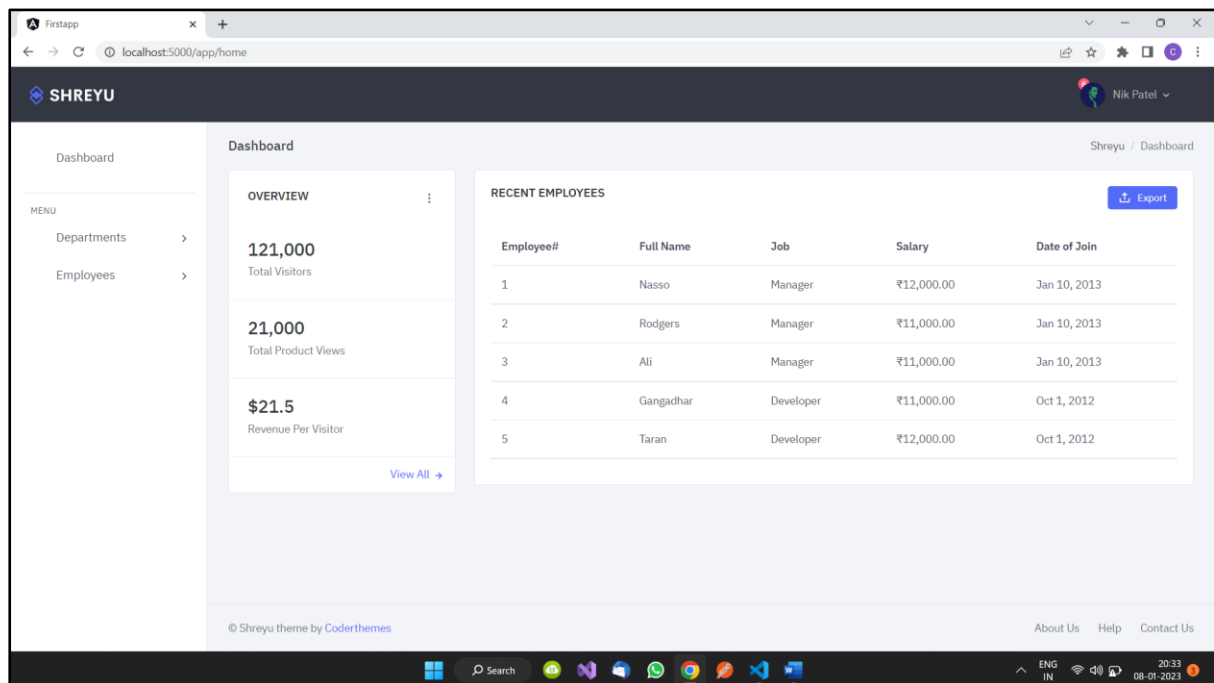 Firstapp
localhost:5000/app/home
C
SHREYU
Nik Patel
Dashboard
MENU
Departments
Employees
Dashboard
Shreyu / Dashboard
OVERVIEW
121,000
Total Visitors
21,000
Total Product Views
$21.5
Revenue Per Visitor
View All
RECENT EMPLOYEES
Export
Employee# Full Name Job Salary Date of Join
1 Nasso Manager ₹12,000.00 Jan 10, 2013
2 Rodgers Manager ₹11,000.00 Jan 10, 2013
3 Ali Manager ₹11,000.00 Jan 10, 2013
4 Gangadhar Developer ₹11,000.00 Oct 1, 2012
5 Taran Developer ₹12,000.00 Oct 1, 2012
© Shreyu theme by Coderthemes
About Us Help Contact Us
Search
ENG
IN
20:33
08-01-2023
3